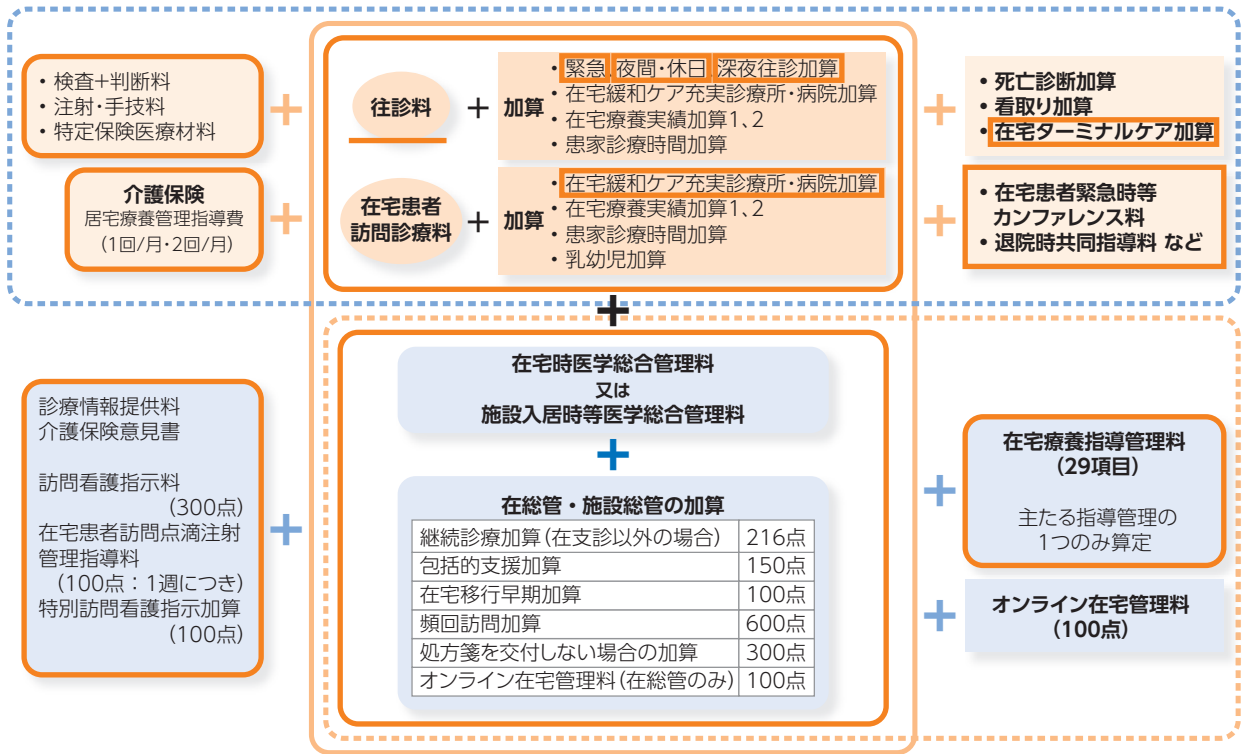 • 検査+判断料
• 注射・手技料
• 特定保険医療材料
+
往診料
+
加算
• 緊急、夜間・休日、深夜往診加算
• 在宅緩和ケア充実診療所・病院加算
• 在宅療養実績加算1、2
• 患家診療時間加算
+
• 死亡診断加算
• 看取り加算
• 在宅ターミナルケア加算
介護保険
居宅療養管理指導費
(1回/月・2回/月)
+
在宅患者
訪問診療料
+
加算
• 在宅緩和ケア充実診療所・病院加算
• 在宅療養実績加算1、2
• 患家診療時間加算
• 乳幼児加算
+
• 在宅患者緊急時等
カンファレンス料
• 退院時共同指導料 など
+
診療情報提供料
介護保険意見書
訪問看護指示料
(300点)
在宅患者訪問点滴注射
管理指導料
(100点：1週につき)
特別訪問看護指示加算
(100点)
+
在宅時医学総合管理料
又は
施設入居時等医学総合管理料
+
在総管・施設総管の加算
継続診療加算(在支診以外の場合) 216点
包括的支援加算 150点
在宅移行早期加算 100点
頻回訪問加算 600点
処方箋を交付しない場合の加算 300点
オンライン在宅管理料(在総管のみ) 100点
+
在宅療養指導管理料
(29項目)
主たる指導管理の
1つのみ算定
+
オンライン在宅管理料
(100点)